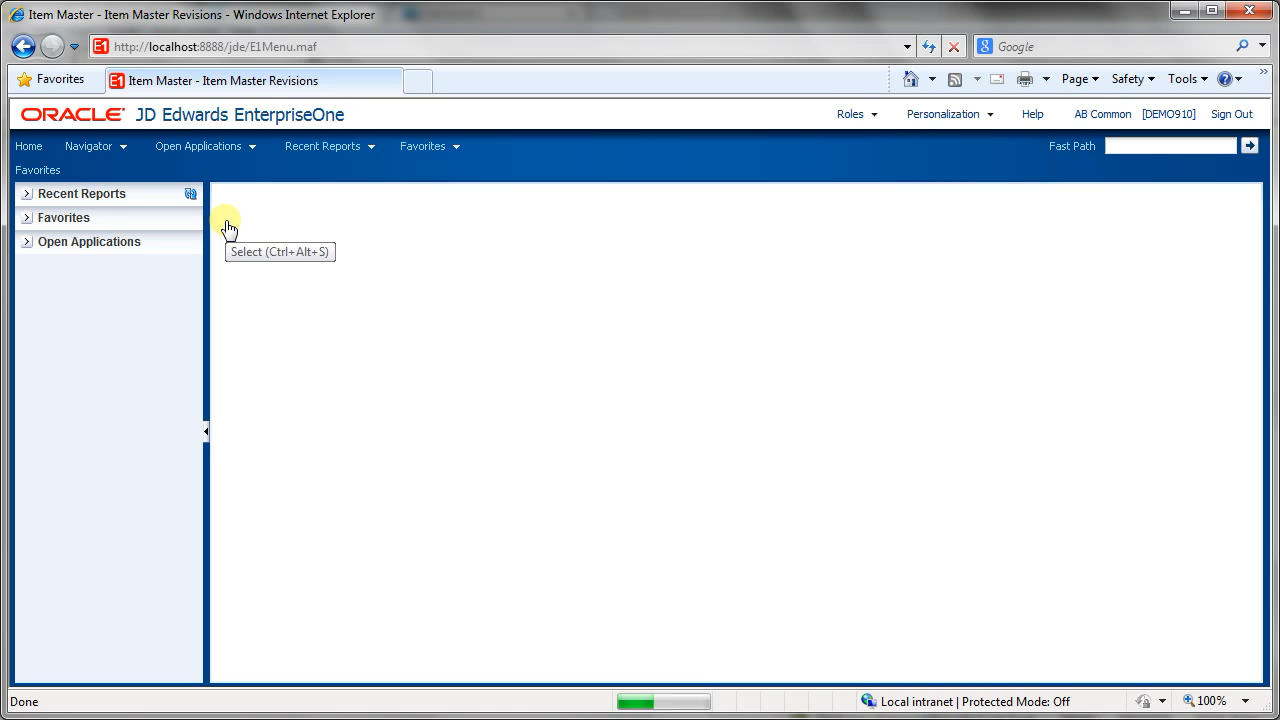 Item Master - Item Master Revisions - Windows Internet Explorer
http://localhost:8888/jde/E1Menu.maf
Google
Favorites
Item Master - Item Master Revisions
Page
Safety
Tools
ORACLE JD Edwards EnterpriseOne
Roles
Personalization
Help
AB Common
[DEMO910]
Sign Out
Home
Navigator
Open Applications
Recent Reports
Favorites
Fast Path
Favorites
Recent Reports
Favorites
Open Applications
Select (Ctrl+Alt+S)
Done
Local intranet | Protected Mode: Off
100%